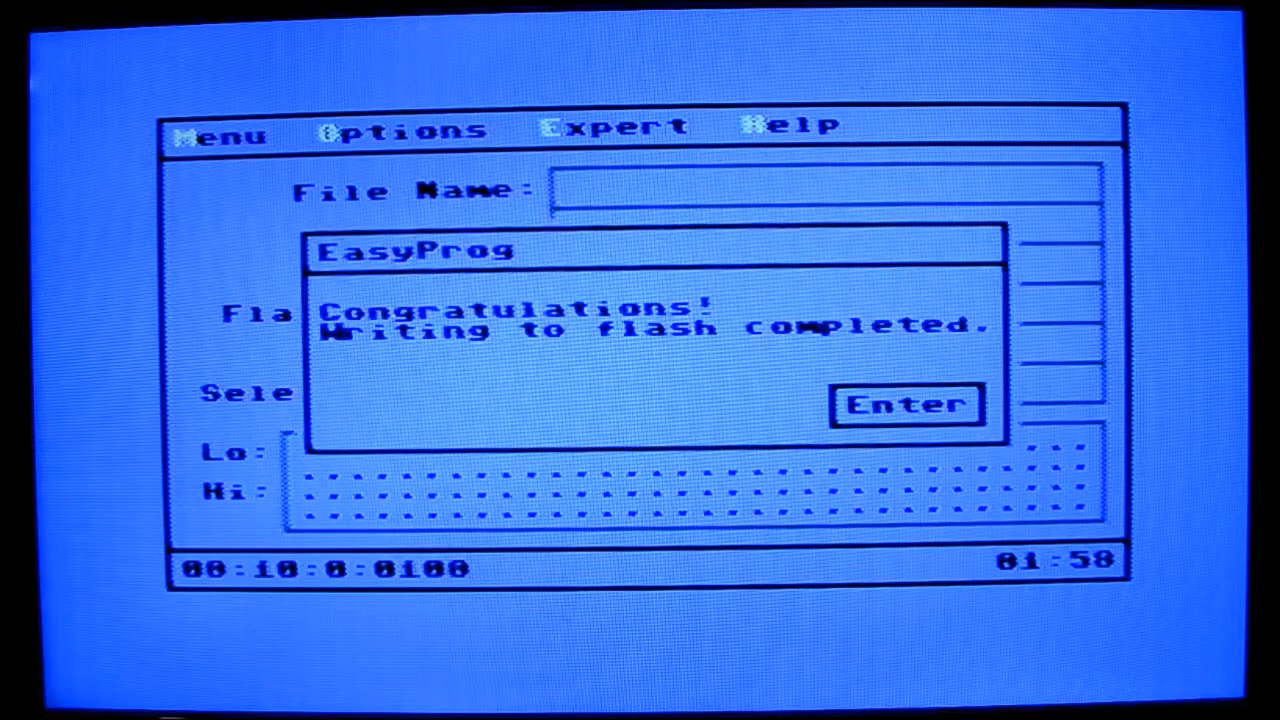 Menu Options Expert Help
File Name:
EasyProg
Fla
Congratulations!
Writing to flash completed.
Sele
Enter
Lo:
Hi:
00:10:0:0100 01:58